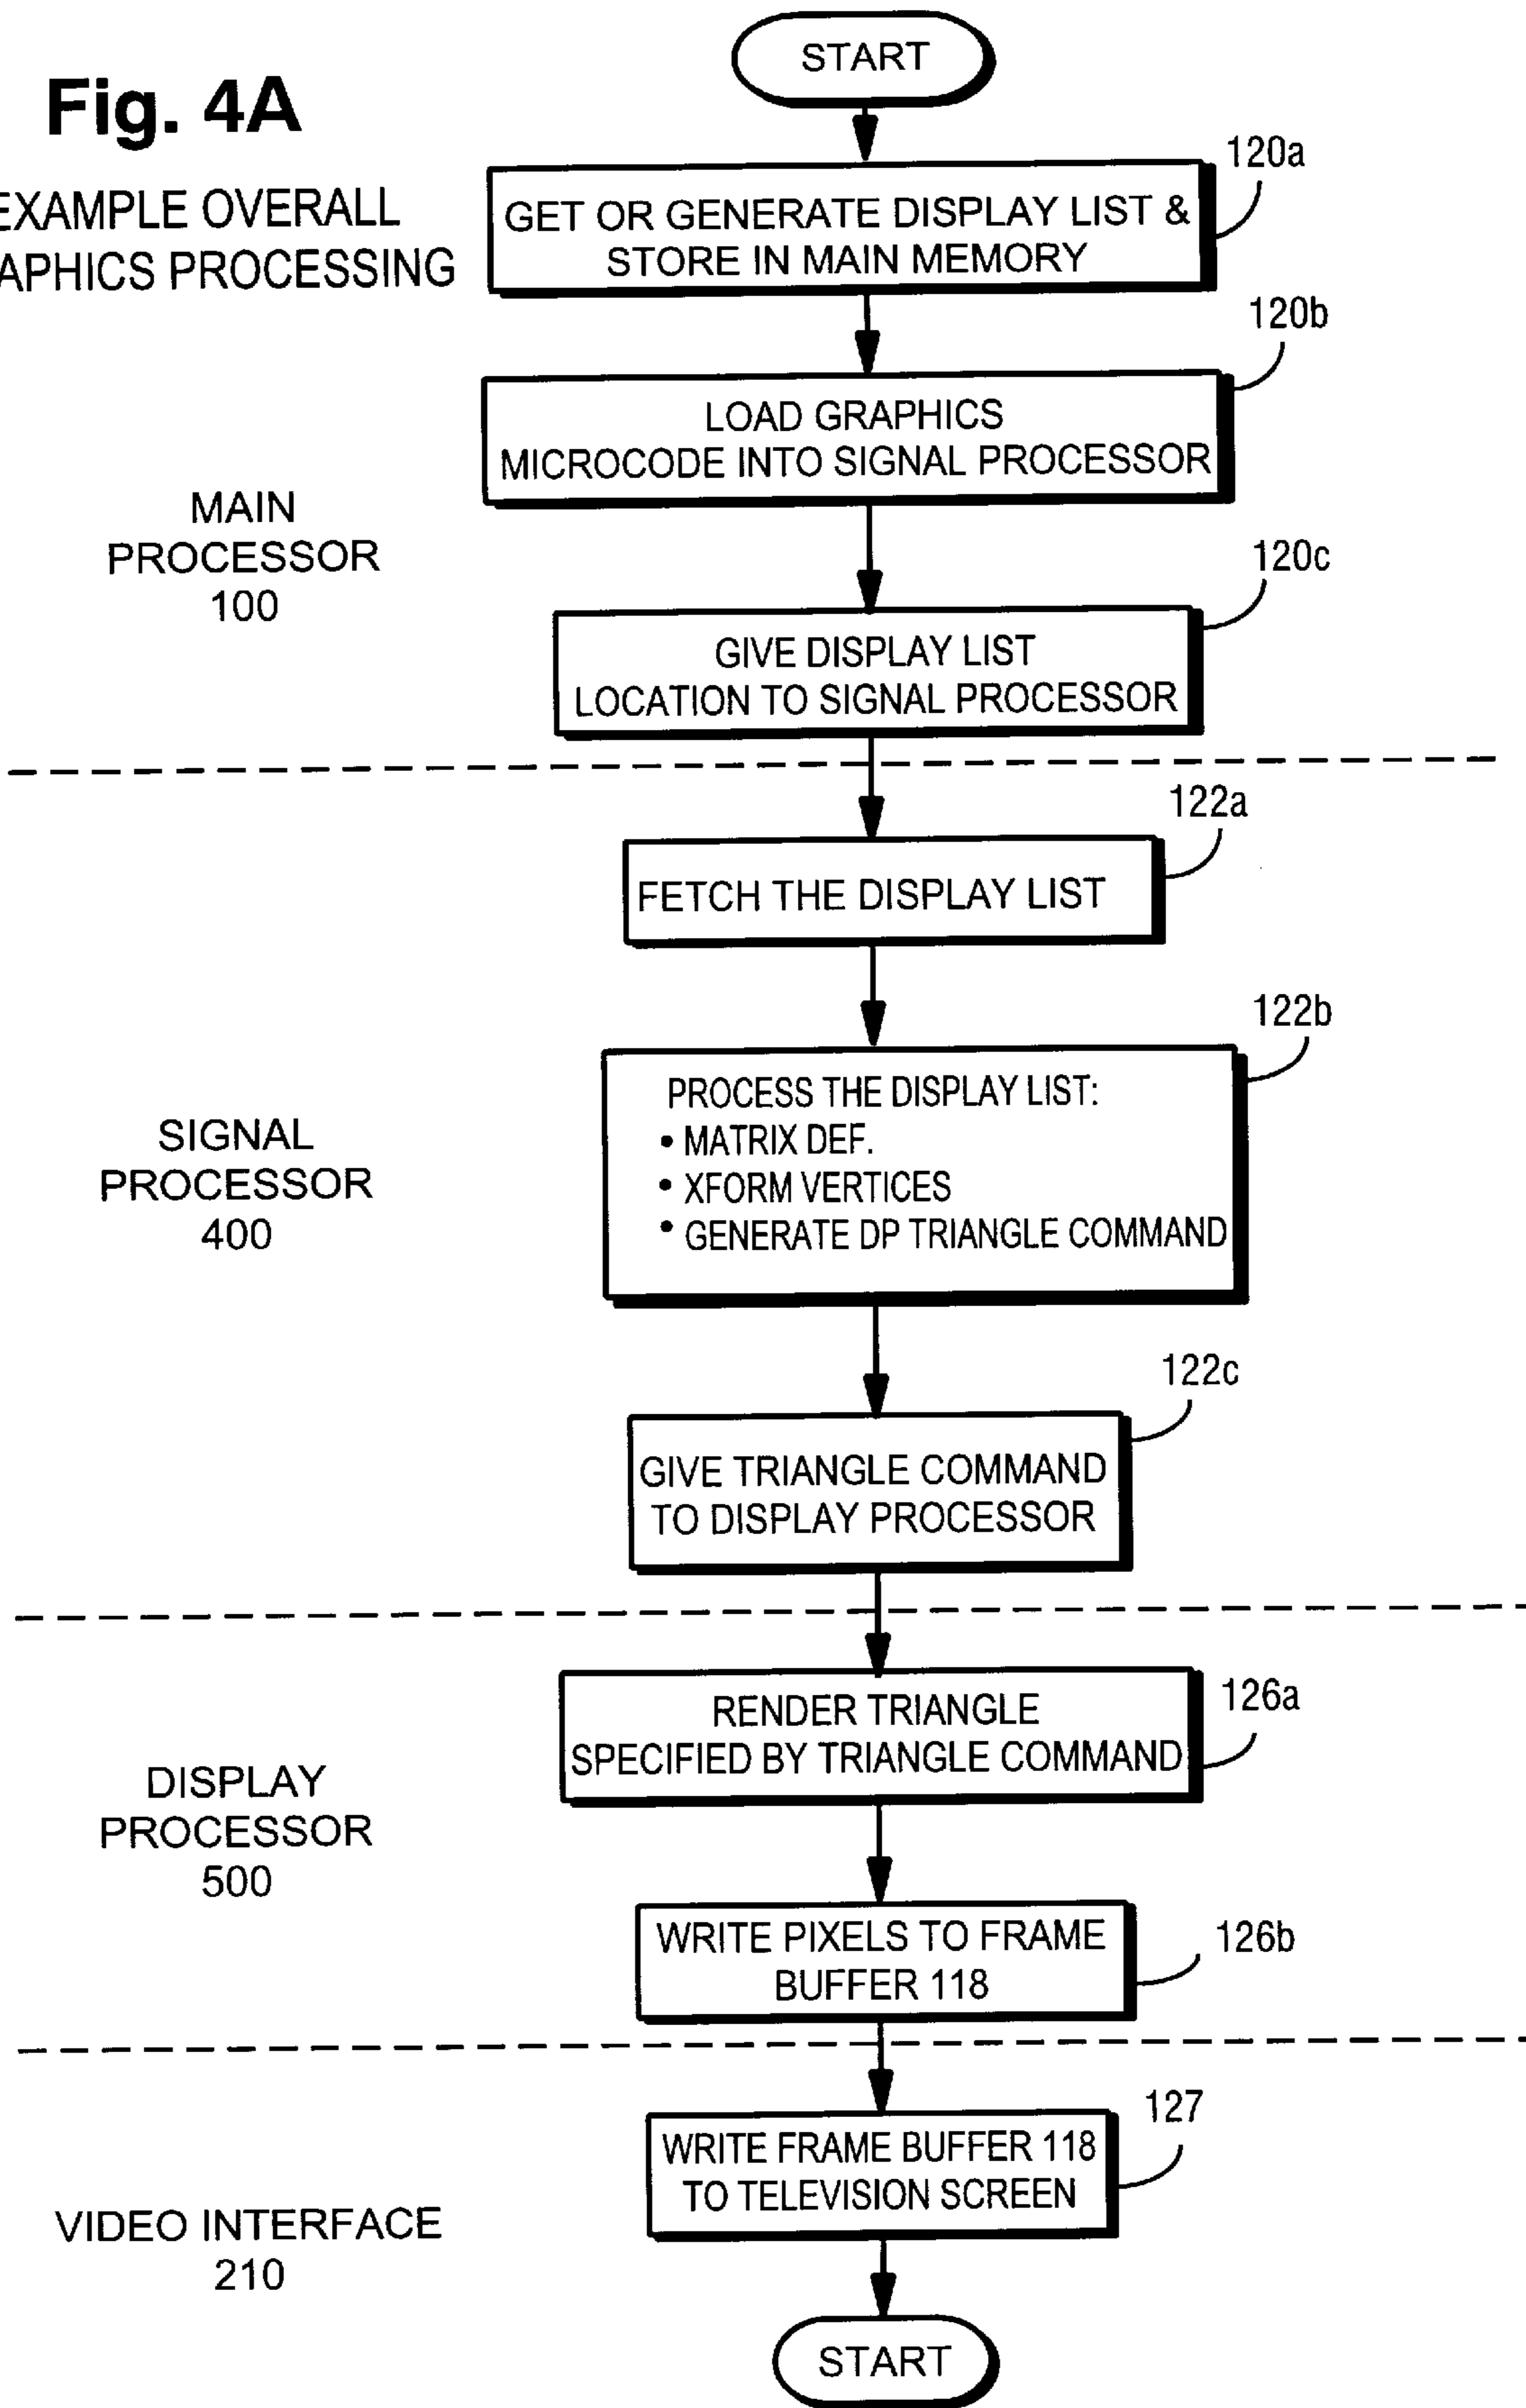 START
Fig. 4A
EXAMPLE OVERALL
APHICS PROCESSING
120a
GET OR GENERATE DISPLAY LIST &
STORE IN MAIN MEMORY
120b
LOAD GRAPHICS
MICROCODE INTO SIGNAL PROCESSOR
MAIN
PROCESSOR
100
120c
GIVE DISPLAY LIST
LOCATION TO SIGNAL PROCESSOR
122a
FETCH THE DISPLAY LIST
122b
PROCESS THE DISPLAY LIST:
• MATRIX DEF.
• XFORM VERTICES
• GENERATE DP TRIANGLE COMMAND
SIGNAL
PROCESSOR
400
122c
GIVE TRIANGLE COMMAND
TO DISPLAY PROCESSOR
126a
RENDER TRIANGLE
SPECIFIED BY TRIANGLE COMMAND
DISPLAY
PROCESSOR
500
126b
WRITE PIXELS TO FRAME
BUFFER 118
127
WRITE FRAME BUFFER 118
TO TELEVISION SCREEN
VIDEO INTERFACE
210
START